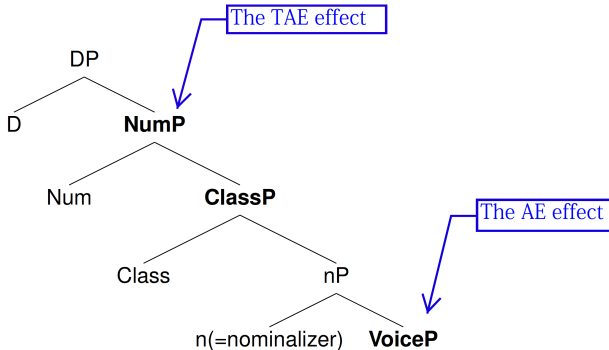 The TAE effect
DP
D
NumP
Num
ClassP
The AE effect
Class
nP
n(=nominalizer)
VoiceP